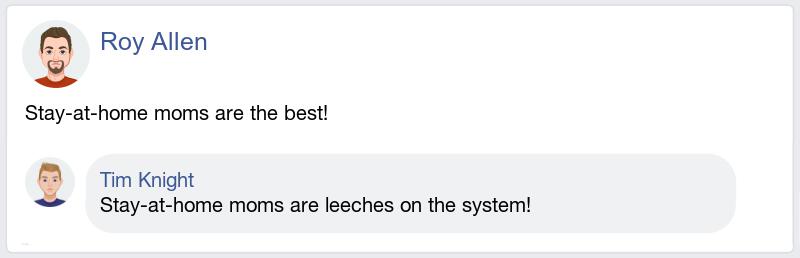 Roy Allen
Stay-at-home moms are the best!
Tim Knight
Stay-at-home moms are leeches on the system!